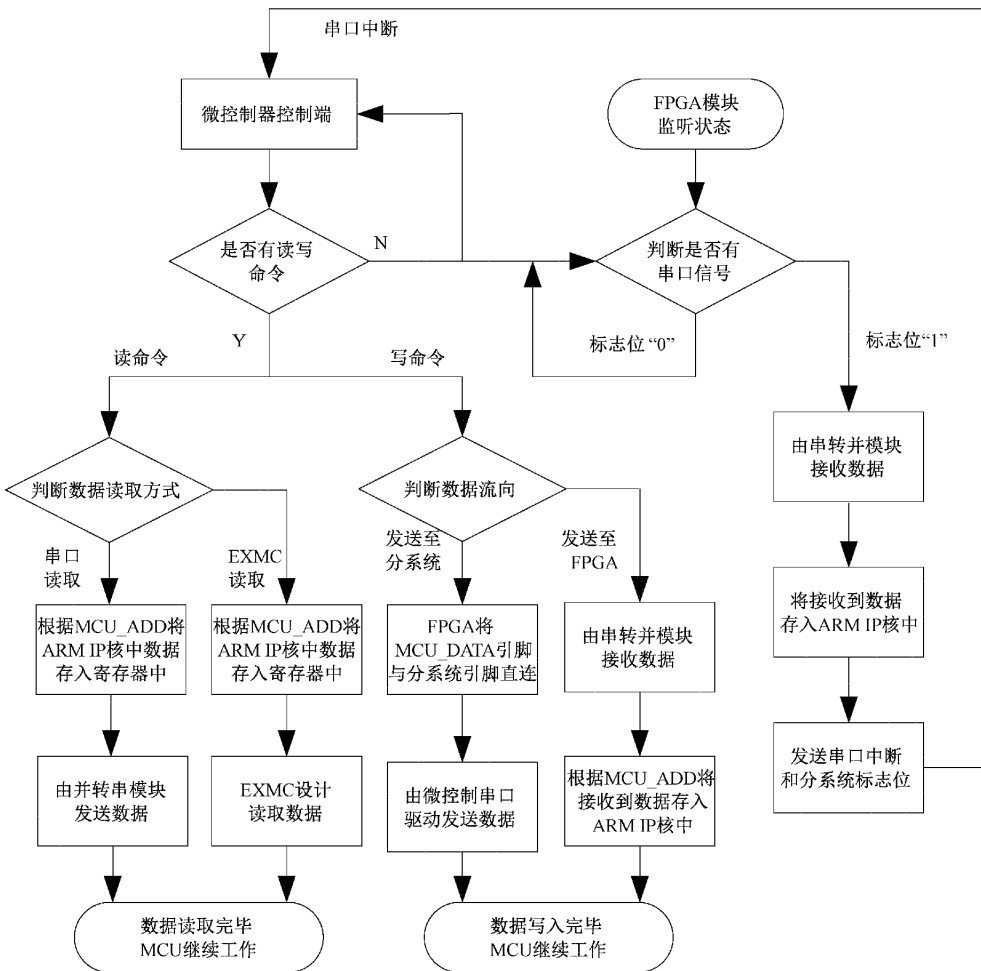 串口中断
微控制器控制端
FPGA模块
监听状态
是否有读写
命令
N
判断是否有
串口信号
Y
标志位“0”
标志位“1”
读命令
写命令
由串转并模块
接收数据
判断数据读取方式
判断数据流向
串口
读取
EXMC
读取
发送至
分系统
发送至
FPGA
将接收到数据
存入ARM IP核中
根据MCU_ADD将
ARM IP核中数据
存入寄存器中
根据MCU_ADD将
ARM IP核中数据
存入寄存器中
FPGA将
MCU_DATA引脚
与分系统引脚直连
由串转并模块
接收数据
发送串口中断
和分系统标志位
由并转串模块
发送数据
EXMC设计
读取数据
由微控制串口
驱动发送数据
根据MCU_ADD将
接收到数据存入
ARM IP核中
数据读取完毕
MCU继续工作
数据写入完毕
MCU继续工作